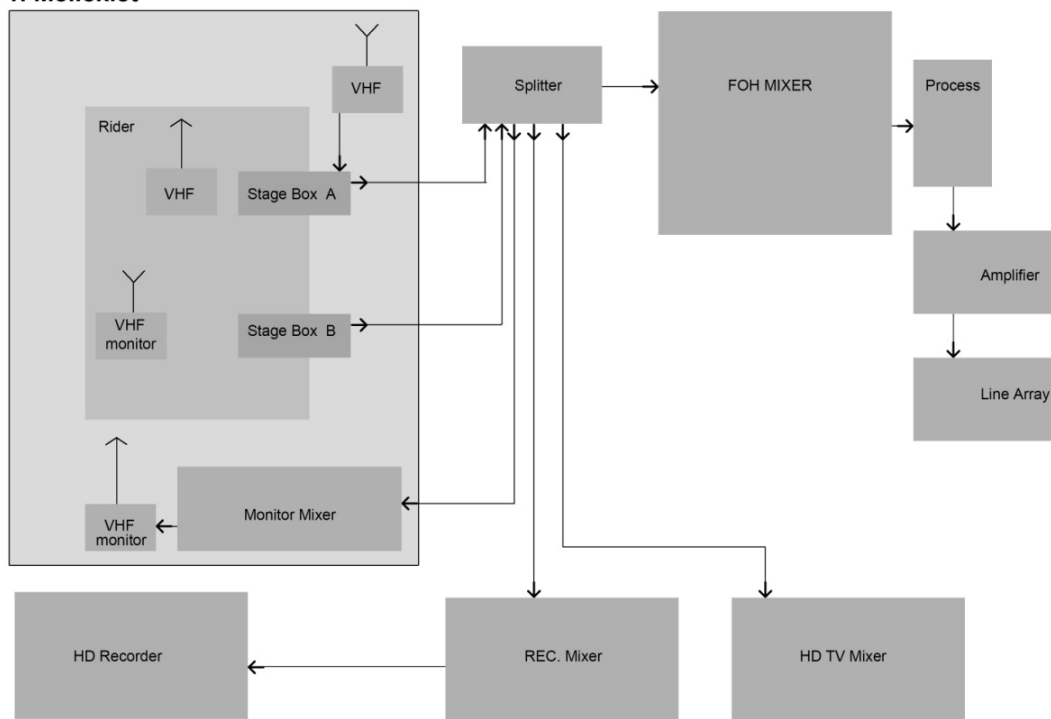 VHF
Splitter
FOH MIXER
Process
Rider
VHF
Stage Box A
Amplifier
VHF
monitor
Stage Box B
Line Array
VHF
monitor
Monitor Mixer
HD Recorder
REC. Mixer
HD TV Mixer